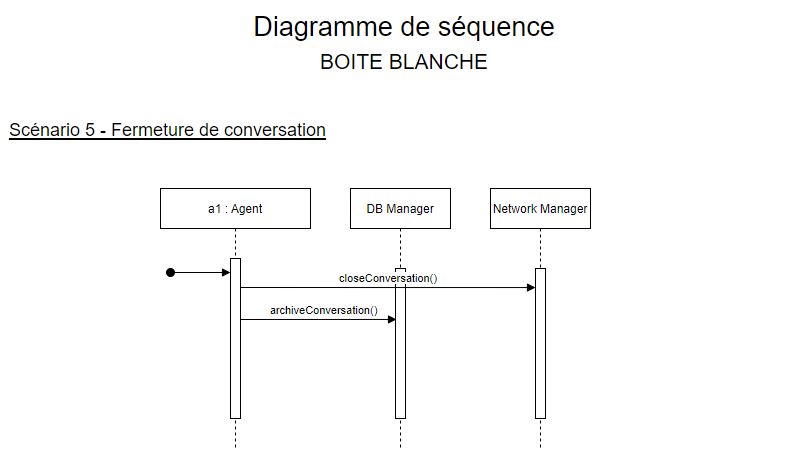 Diagramme de séquence
BOITE BLANCHE
Scénario 5 - Fermeture de conversation
a1 : Agent
DB Manager
Network Manager
closeConversation()
archiveConversation()